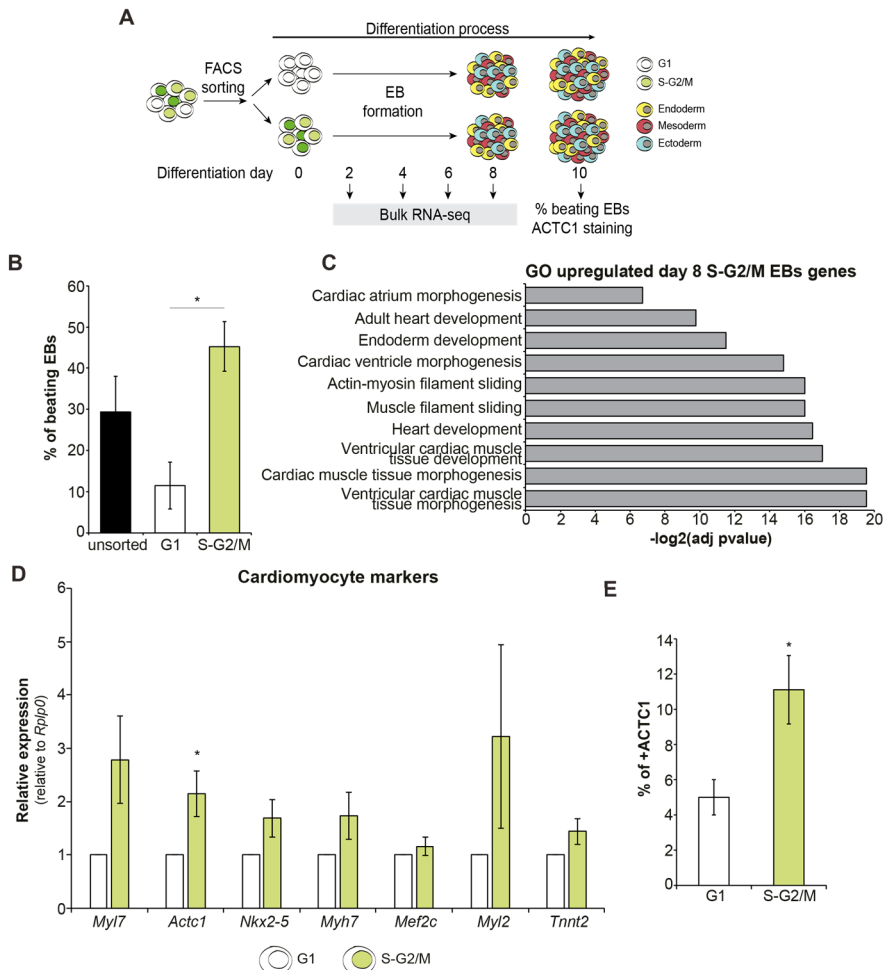 A
Differentiation process
FACS
sorting
EB
formation
G1
S-G2/M
Endoderm
Mesoderm
Ectoderm
Differentiation day 0 2 4 6 8 10
Bulk RNA-seq
% beating EBs
ACTC1 staining
B
% of beating EBs
60
50
40
30
20
10
0
*
unsorted G1 S-G2/M
C
GO upregulated day 8 S-G2/M EBs genes
Cardiac atrium morphogenesis
Adult heart development
Endoderm development
Cardiac ventricle morphogenesis
Actin-myosin filament sliding
Muscle filament sliding
Heart development
Ventricular cardiac muscle
tissue development
Cardiac muscle tissue morphogenesis
Ventricular cardiac muscle
tissue morphogenesis
0 2 4 6 8 10 12 14 16 18 20
-log2(adj pvalue)
D
Cardiomyocyte markers
Relative expression
(relative to Rplp0)
6
5
4
3
2
1
0
*
Myl7 Actc1 Nkx2-5 Myh7 Mef2c Myl2 Tnnt2
G1 S-G2/M
E
% of +ACTC1
14
12
10
8
6
4
2
0
*
G1 S-G2/M